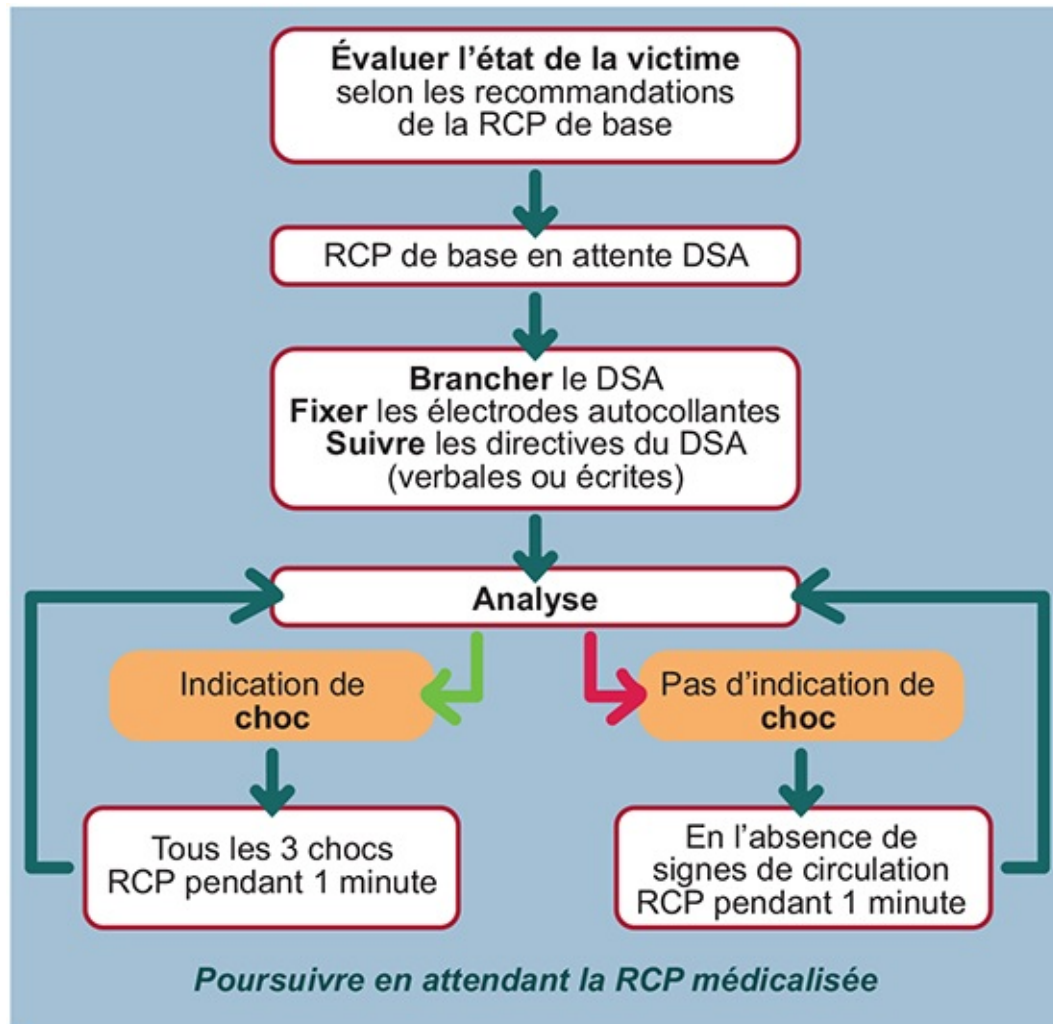 Évaluer l’état de la victime
selon les recommandations
de la RCP de base
RCP de base en attente DSA
Brancher le DSA
Fixer les électrodes autocollantes
Suivre les directives du DSA
(verbales ou écrites)
Analyse
Indication de
choc
Pas d’indication de
choc
Tous les 3 chocs
RCP pendant 1 minute
En l’absence de
signes de circulation
RCP pendant 1 minute
Poursuivre en attendant la RCP médicalisée